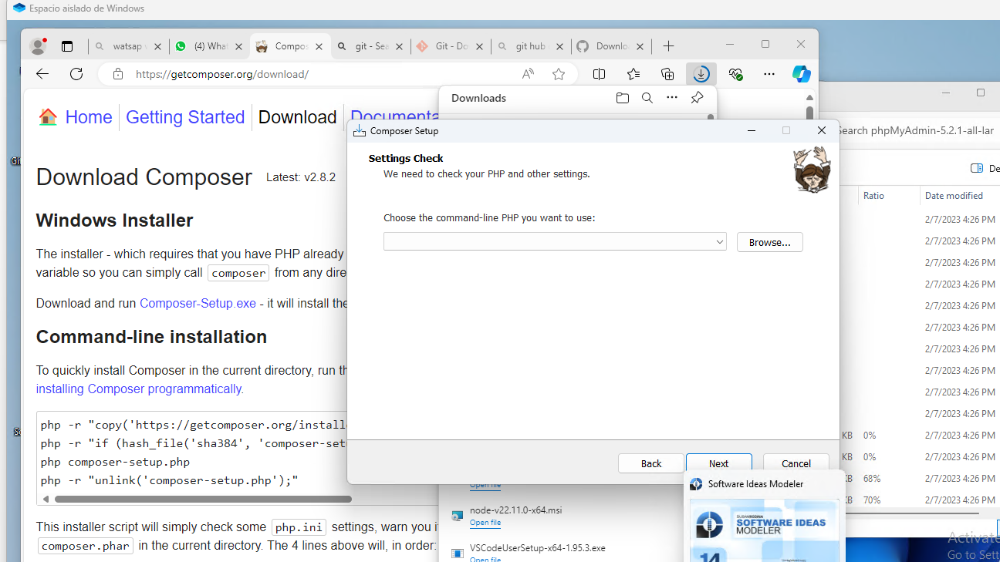 Espacio aislado de Windows
watsap
(4) What
Compos
git - Sea
Git - Do
git hub
Downlo
https://getcomposer.org/download/
Downloads
Home
Getting Started
Download
Documenta
Search phpMyAdmin-5.2.1-all-lar
Composer Setup
Settings Check
We need to check your PHP and other settings.
Choose the command-line PHP you want to use:
Browse...
Back
Next
Cancel
Download Composer
Latest: v2.8.2
Windows Installer
The installer - which requires that you have PHP already
variable so you can simply call composer from any dire
Download and run Composer-Setup.exe - it will install the
Command-line installation
To quickly install Composer in the current directory, run th
installing Composer programmatically.
php -r "copy('https://getcomposer.org/installe
php -r "if (hash_file('sha384', 'composer-setu
php composer-setup.php
php -r "unlink('composer-setup.php');"
This installer script will simply check some php.ini settings, warn you i
composer.phar in the current directory. The 4 lines above will, in order:
Open file
node-v22.11.0-x64.msi
Open file
VSCodeUserSetup-x64-1.95.3.exe
Open file
Software Ideas Modeler
DUSAN RODINA
SOFTWARE IDEAS
MODELER
14
De
Ratio
Date modified
2/7/2023 4:26 PM
2/7/2023 4:26 PM
2/7/2023 4:26 PM
2/7/2023 4:26 PM
2/7/2023 4:26 PM
2/7/2023 4:26 PM
2/7/2023 4:26 PM
2/7/2023 4:26 PM
2/7/2023 4:26 PM
2/7/2023 4:26 PM
KB 0% 2/7/2023 4:26 PM
KB 0% 2/7/2023 4:26 PM
KB 68% 2/7/2023 4:26 PM
KB 70% 2/7/2023 4:26 PM
Activate
Go to Sett